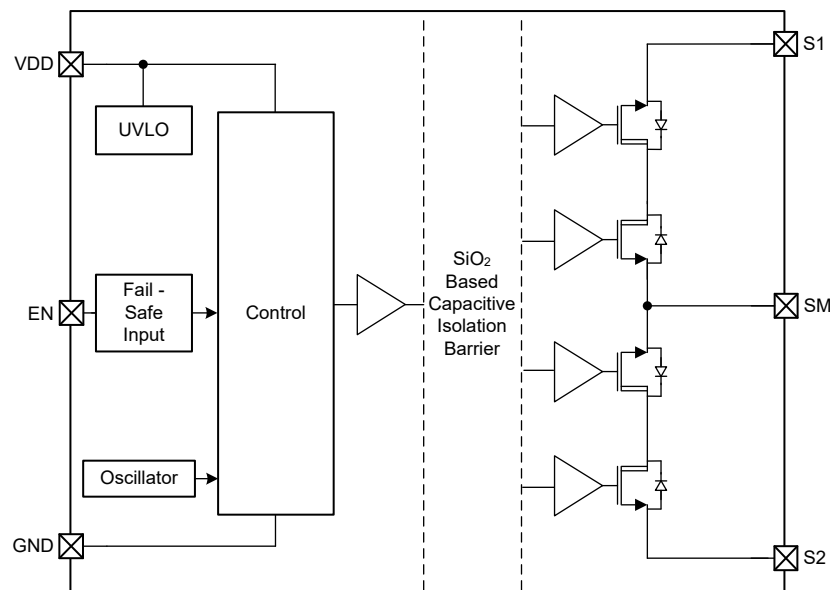 VDD
S1
UVLO
EN
Fail -
Safe
Input
Control
SiO₂
Based
Capacitive
Isolation
Barrier
SM
Oscillator
GND
S2